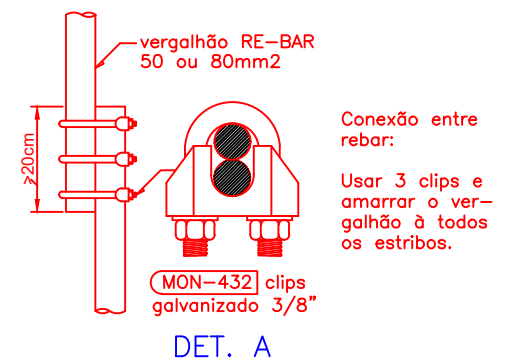 vergalhão RE-BAR
50 ou 80mm2
≥20cm
Conexão entre
rebar:
Usar 3 clips e
amarrar o ver-
galhão à todos
os estribos.
MON-432 clips
galvanizado 3/8"
DET. A